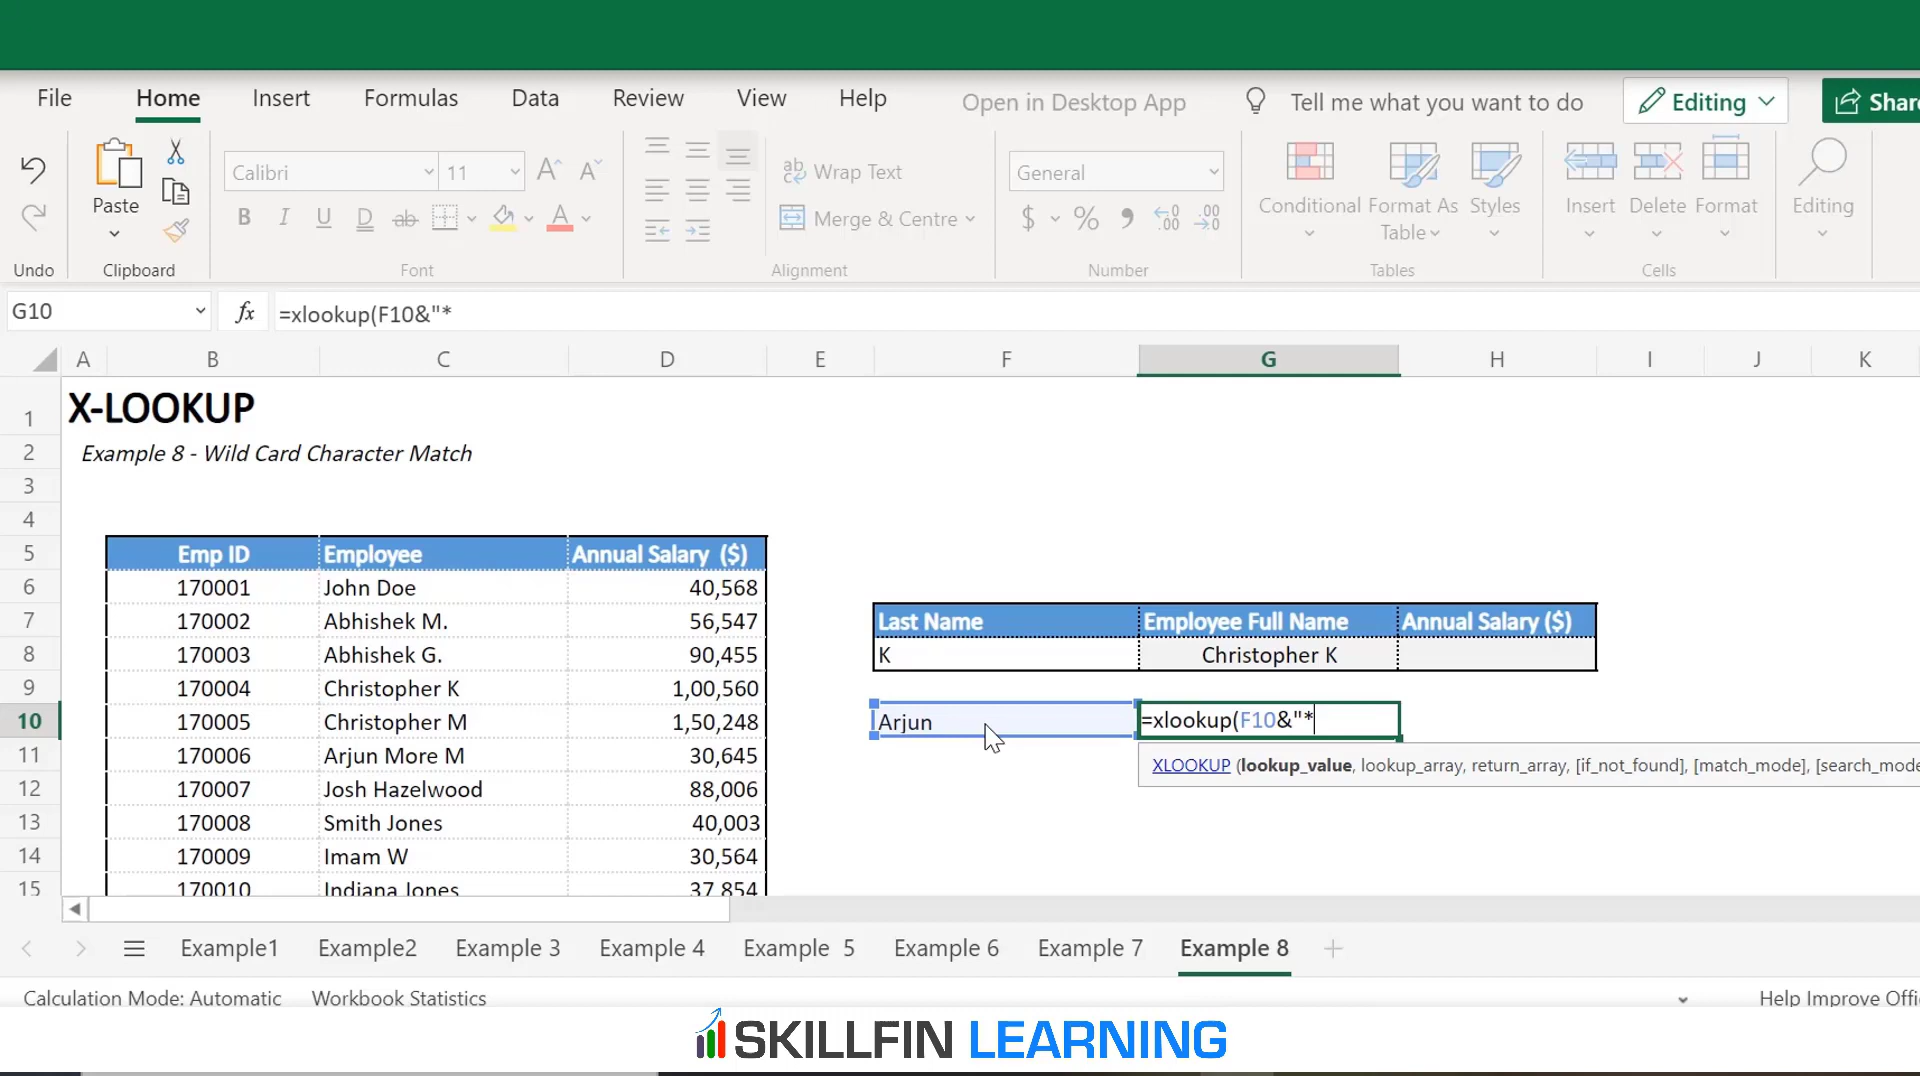 File Home Insert Formulas Data Review View Help Open in Desktop App Tell me what you want to do Editing Share
Paste
Calibri 11 A A
B I U D ab A
ab Wrap Text
Merge & Centre
General
$ % , .00 .00
Conditional Format As Table Styles
Insert Delete Format
Editing
Undo Clipboard Font Alignment Number Tables Cells
G10 fx =xlookup(F10&"*
A B C D E F G H I J K
1 X-LOOKUP
2 Example 8 - Wild Card Character Match
3
4
5 Emp ID Employee Annual Salary ($)
6 170001 John Doe 40,568
7 170002 Abhishek M. 56,547 Last Name Employee Full Name Annual Salary ($)
8 170003 Abhishek G. 90,455 K Christopher K
9 170004 Christopher K 1,00,560
10 170005 Christopher M 1,50,248 Arjun =xlookup(F10&"*
11 170006 Arjun More M 30,645 XLOOKUP (lookup_value, lookup_array, return_array, [if_not_found], [match_mode], [search_mode
12 170007 Josh Hazelwood 88,006
13 170008 Smith Jones 40,003
14 170009 Imam W 30,564
15 170010 Indiana Jones 37,854
Example1 Example2 Example 3 Example 4 Example 5 Example 6 Example 7 Example 8
Calculation Mode: Automatic Workbook Statistics Help Improve Offi
SKILLFIN LEARNING